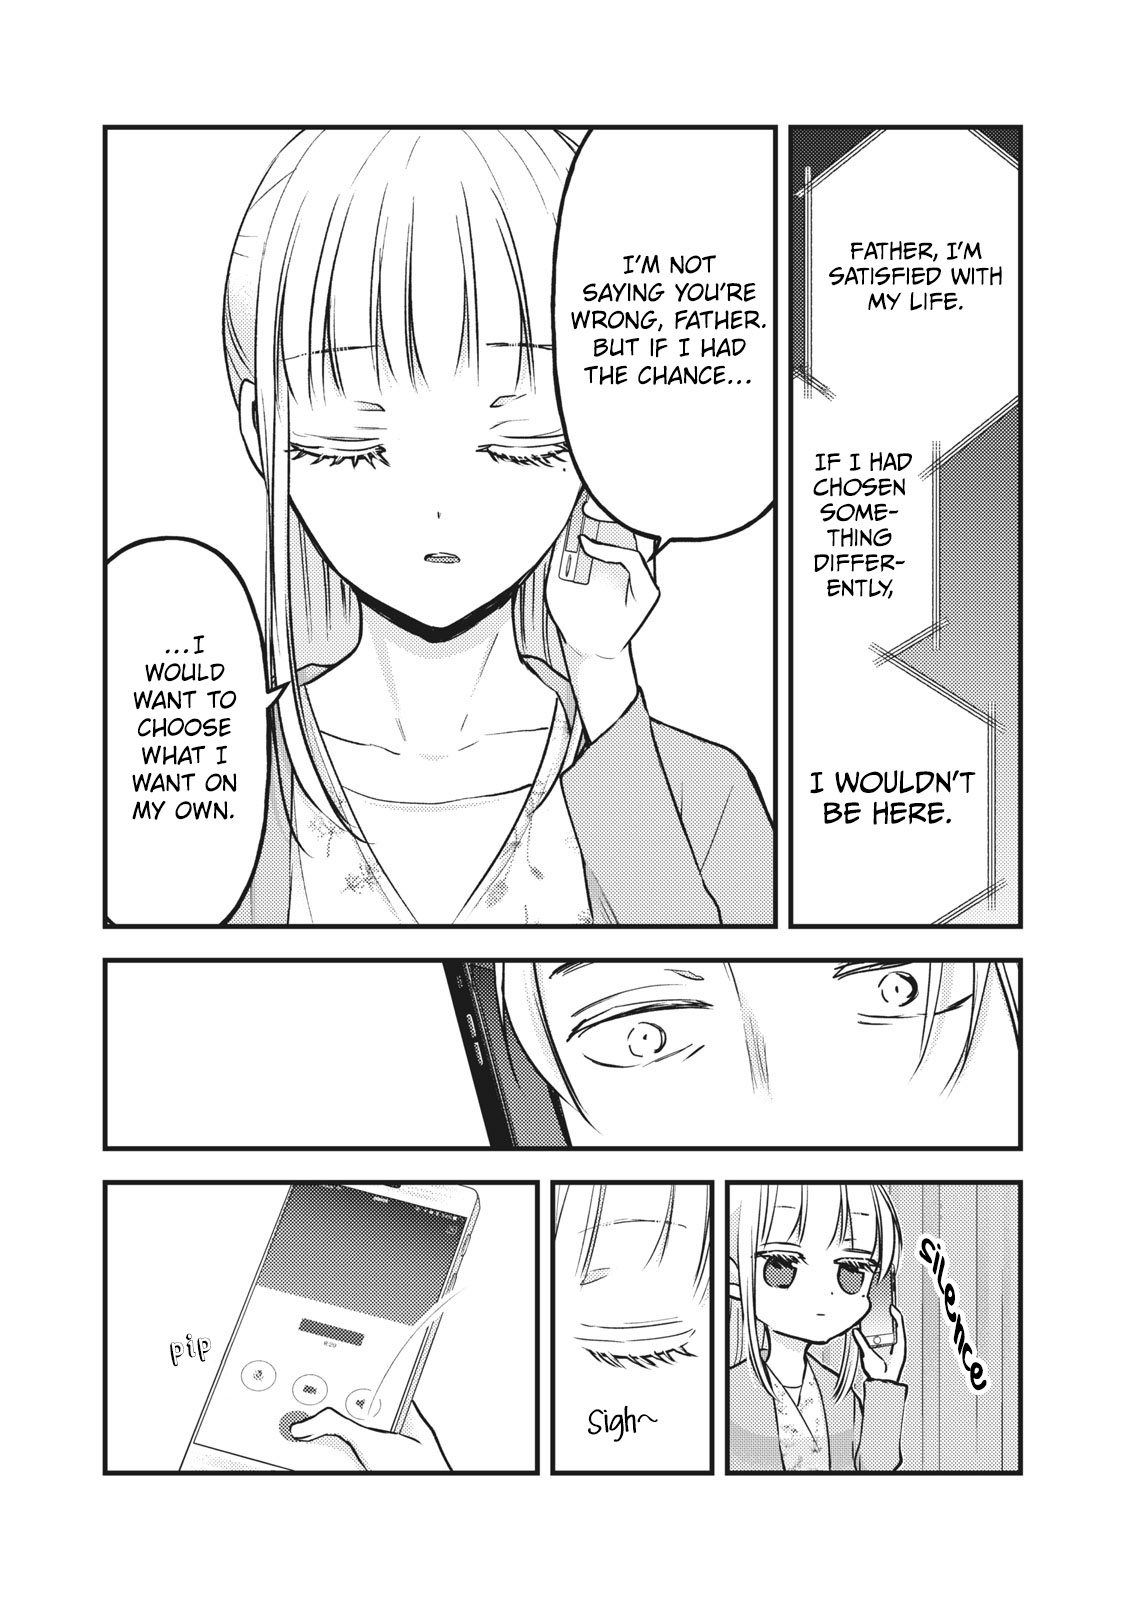 FATHER, I'M
SATISFIED WITH
MY LIFE.
IF I HAD
CHOSEN
SOME-
THING
DIFFER-
ENTLY,
I WOULDN'T
BE HERE.
I'M NOT
SAYING YOU'RE
WRONG, FATHER.
BUT IF I HAD
THE CHANCE...
...I
WOULD
WANT TO
CHOOSE
WHAT I
WANT ON
MY OWN.
silence
Sigh~
pip